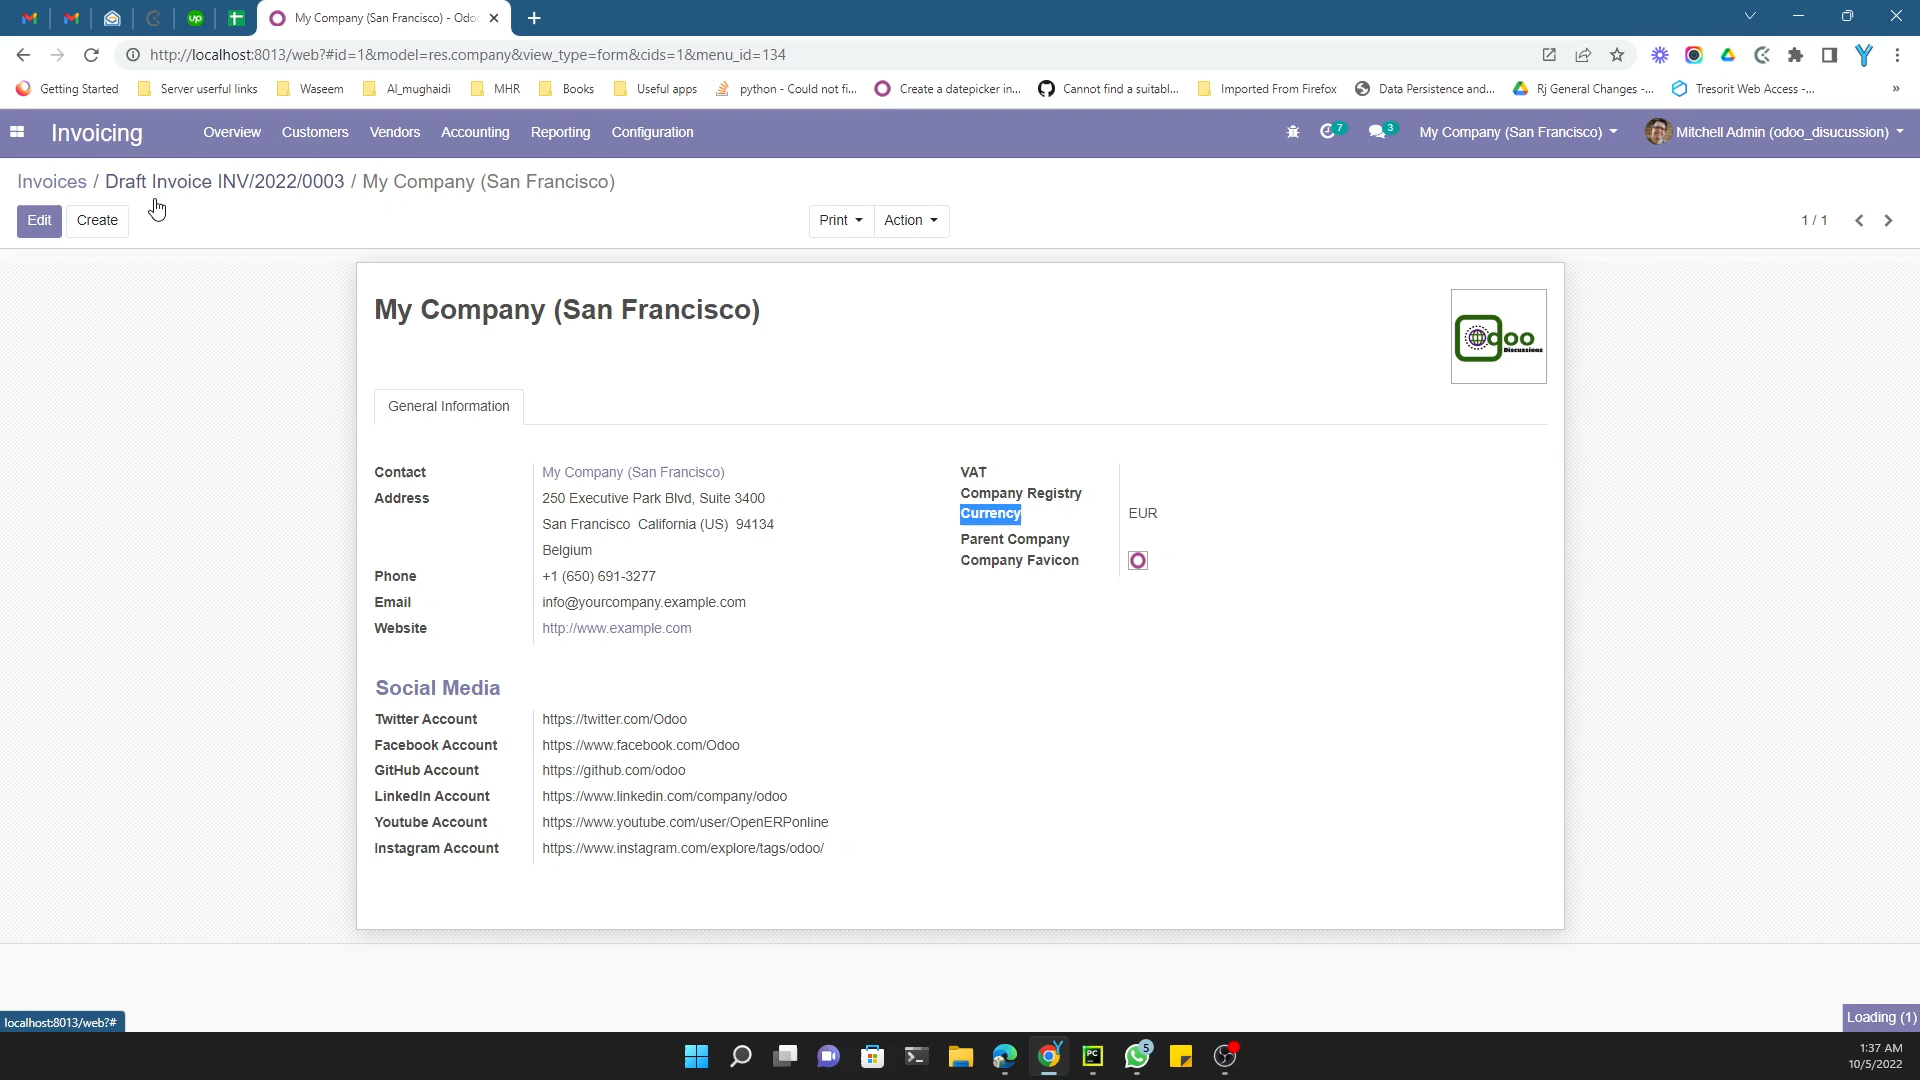 My Company (San Francisco) - Odoo
http://localhost:8013/web?#id=1&model=res.company&view_type=form&cids=1&menu_id=134
Getting Started Server userful links Waseem Al_mughaidi MHR Books Useful apps python - Could not fi... Create a datepicker in... Cannot find a suitabl... Imported From Firefox Data Persistence and... Rj General Changes -... Tresorit Web Access -... »
Invoicing Overview Customers Vendors Accounting Reporting Configuration 7 3 My Company (San Francisco) Mitchell Admin (odoo_disucussion)
Invoices / Draft Invoice INV/2022/0003 / My Company (San Francisco)
Edit Create Print Action 1 / 1
My Company (San Francisco)
Odoo
Discussions
General Information
Contact My Company (San Francisco)
Address 250 Executive Park Blvd, Suite 3400
San Francisco California (US) 94134
Belgium
Phone +1 (650) 691-3277
Email info@yourcompany.example.com
Website http://www.example.com
VAT
Company Registry
Currency EUR
Parent Company
Company Favicon
Social Media
Twitter Account https://twitter.com/Odoo
Facebook Account https://www.facebook.com/Odoo
GitHub Account https://github.com/odoo
LinkedIn Account https://www.linkedin.com/company/odoo
Youtube Account https://www.youtube.com/user/OpenERPonline
Instagram Account https://www.instagram.com/explore/tags/odoo/
localhost:8013/web?#
Loading (1)
5
1:37 AM
10/5/2022